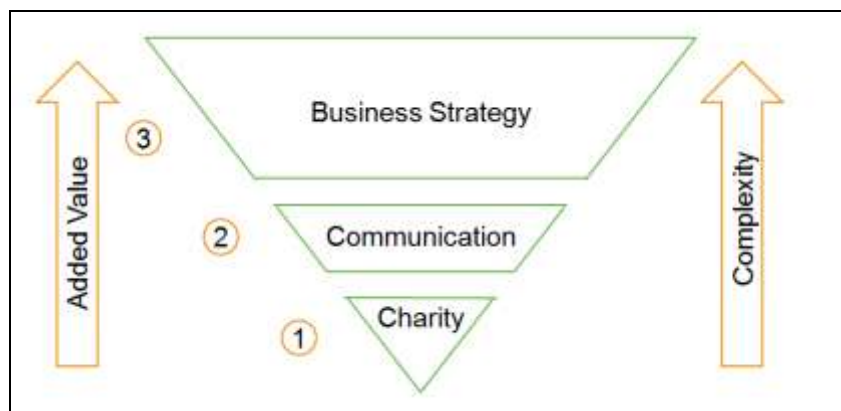 Business Strategy
3
Added Value
Complexity
2
Communication
1
Charity